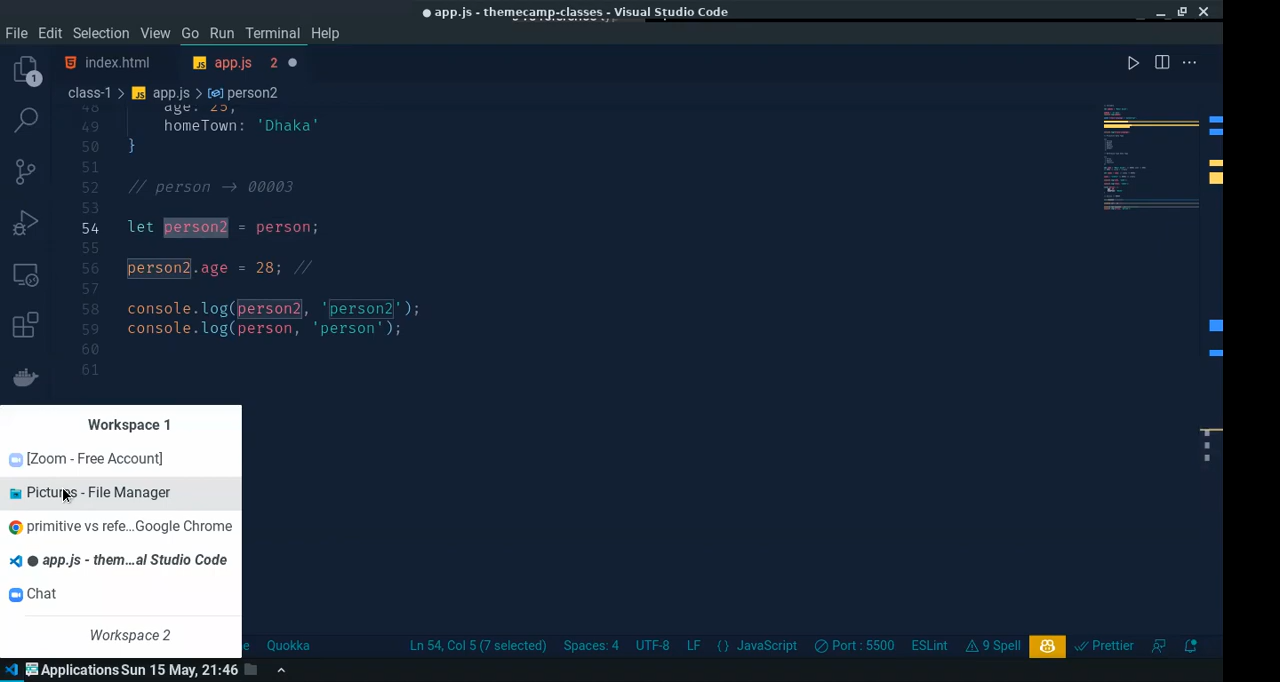 ● app.js - themecamp-classes - Visual Studio Code
File Edit Selection View Go Run Terminal Help
1
index.html
app.js 2 ●
class-1 > app.js > person2
48 age: 25,
49 homeTown: 'Dhaka'
50 }
51
52 // person -> 00003
53
54 let person2 = person;
55
56 person2.age = 28; //
57
58 console.log(person2, 'person2');
59 console.log(person, 'person');
60
61
Workspace 1
[Zoom - Free Account]
Pictures - File Manager
primitive vs refe...Google Chrome
● app.js - them...al Studio Code
Chat
Workspace 2
Quokka Ln 54, Col 5 (7 selected) Spaces: 4 UTF-8 LF {} JavaScript Port : 5500 ESLint 9 Spell Prettier
Applications Sun 15 May, 21:46